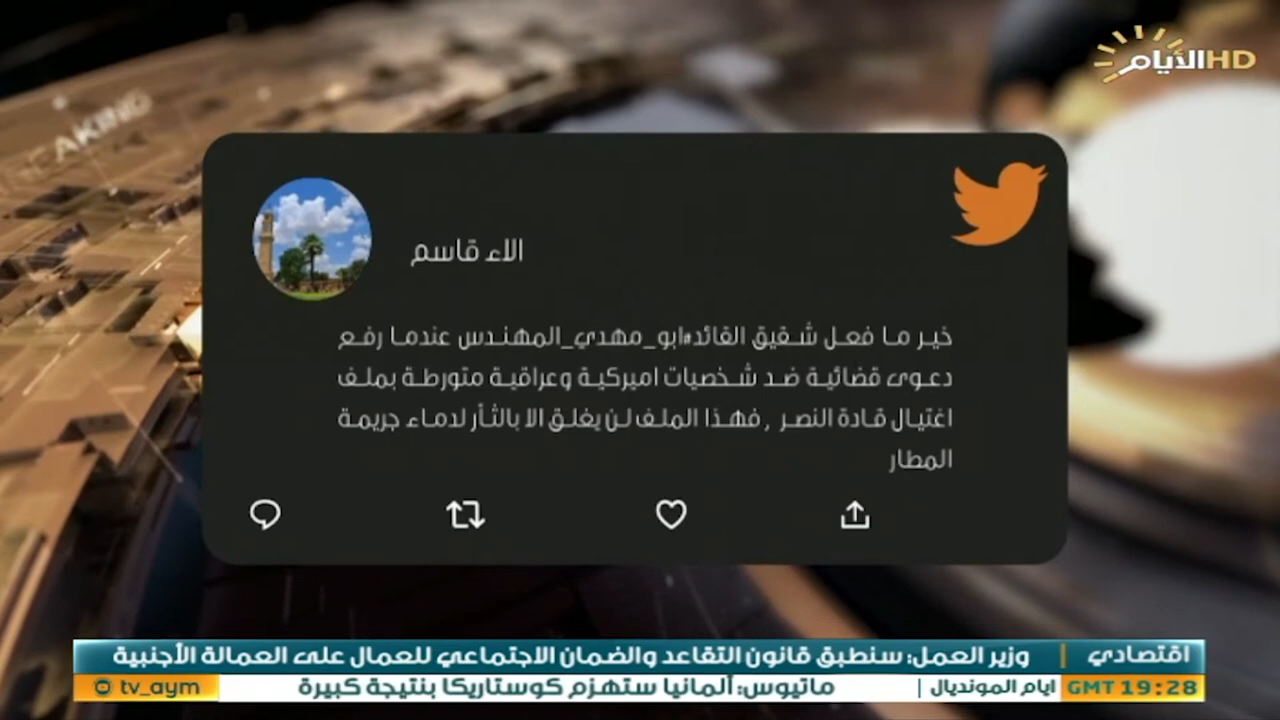 الأيام HD
AKING
الاء قاسم
خير ما فعل شقيق القائد#ابو_مهدي_المهندس عندما رفع
دعوى قضائية ضد شخصيات اميركية وعراقية متورطة بملف
اغتيال قادة النصر , فهذا الملف لن يغلق الا بالثأر لدماء جريمة
المطار
اقتصادي | وزير العمل: سنطبق قانون التقاعد والضمان الاجتماعي للعمال على العمالة الأجنبية
GMT 19:28 ايام المونديال | ماتيوس: ألمانيا ستهزم كوستاريكا بنتيجة كبيرة tv_aym